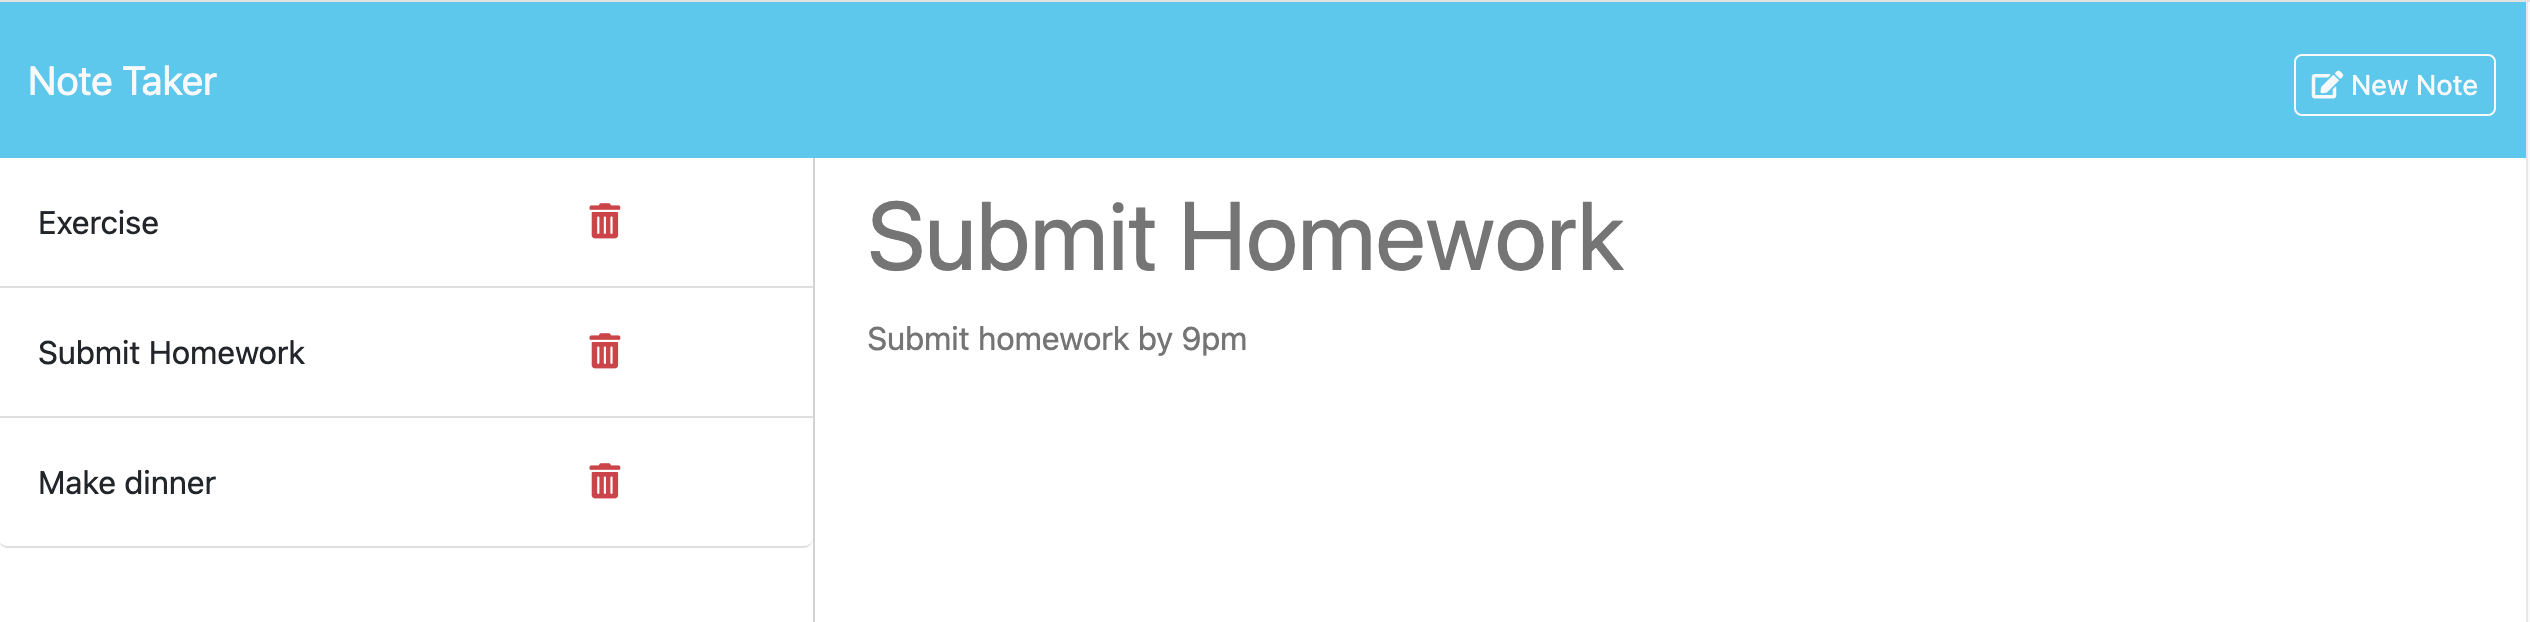 Note Taker
New Note
Exercise
Submit Homework
Make dinner
Submit Homework
Submit homework by 9pm